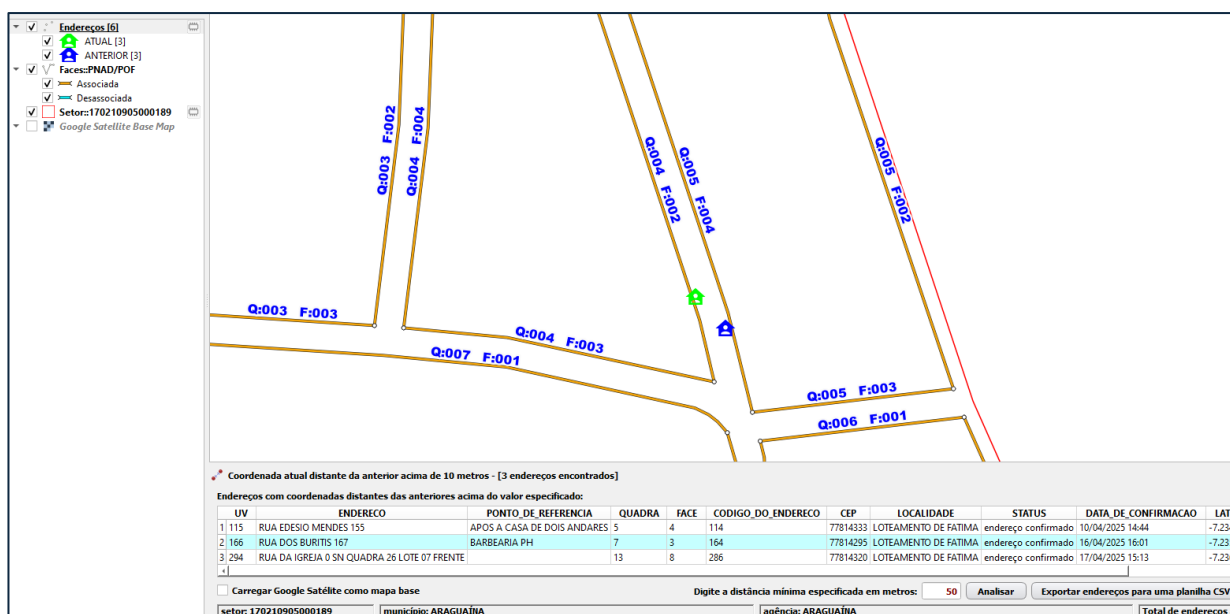 Endereços [6]
ATUAL [3]
ANTERIOR [3]
Faces::PNAD/POF
Associada
Desassociada
Setor::170210905000189
Google Satellite Base Map
Q:003 F:002
Q:004 F:004
Q:004 F:002
Q:005 F:004
Q:005 F:002
Q:003 F:003
Q:004 F:003
Q:007 F:001
Q:005 F:003
Q:006 F:001
Coordenada atual distante da anterior acima de 10 metros - [3 endereços encontrados]
Endereços com coordenadas distantes das anteriores acima do valor especificado:
UV ENDERECO PONTO_DE_REFERENCIA QUADRA FACE CODIGO_DO_ENDERECO CEP LOCALIDADE STATUS DATA_DE_CONFIRMACAO LAT
1 115 RUA EDESIO MENDES 155 APOS A CASA DE DOIS ANDARES 5 4 114 77814333 LOTEAMENTO DE FATIMA endereço confirmado 10/04/2025 14:44 -7.23
2 166 RUA DOS BURITIS 167 BARBEARIA PH 7 3 164 77814295 LOTEAMENTO DE FATIMA endereço confirmado 16/04/2025 16:01 -7.23
3 294 RUA DA IGREJA 0 SN QUADRA 26 LOTE 07 FRENTE 13 8 286 77814320 LOTEAMENTO DE FATIMA endereço confirmado 17/04/2025 15:13 -7.23
Carregar Google Satélite como mapa base Digite a distância mínima especificada em metros: 50 Analisar Exportar endereços para uma planilha CSV
setor: 170210905000189 município: ARAGUAÍNA agência: ARAGUAÍNA Total de endereços